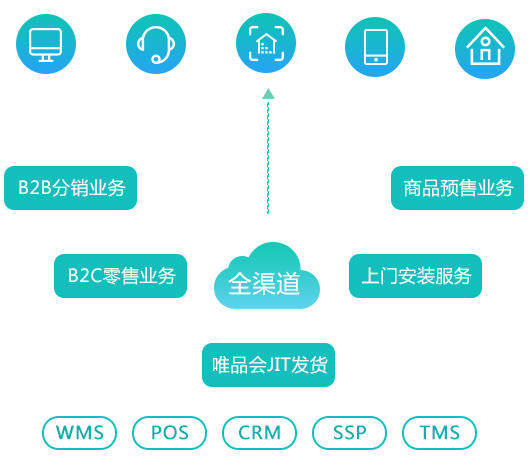 B2B分销业务
商品预售业务
B2C零售业务
全渠道
上门安装服务
唯品会JIT发货
WMS
POS
CRM
SSP
TMS